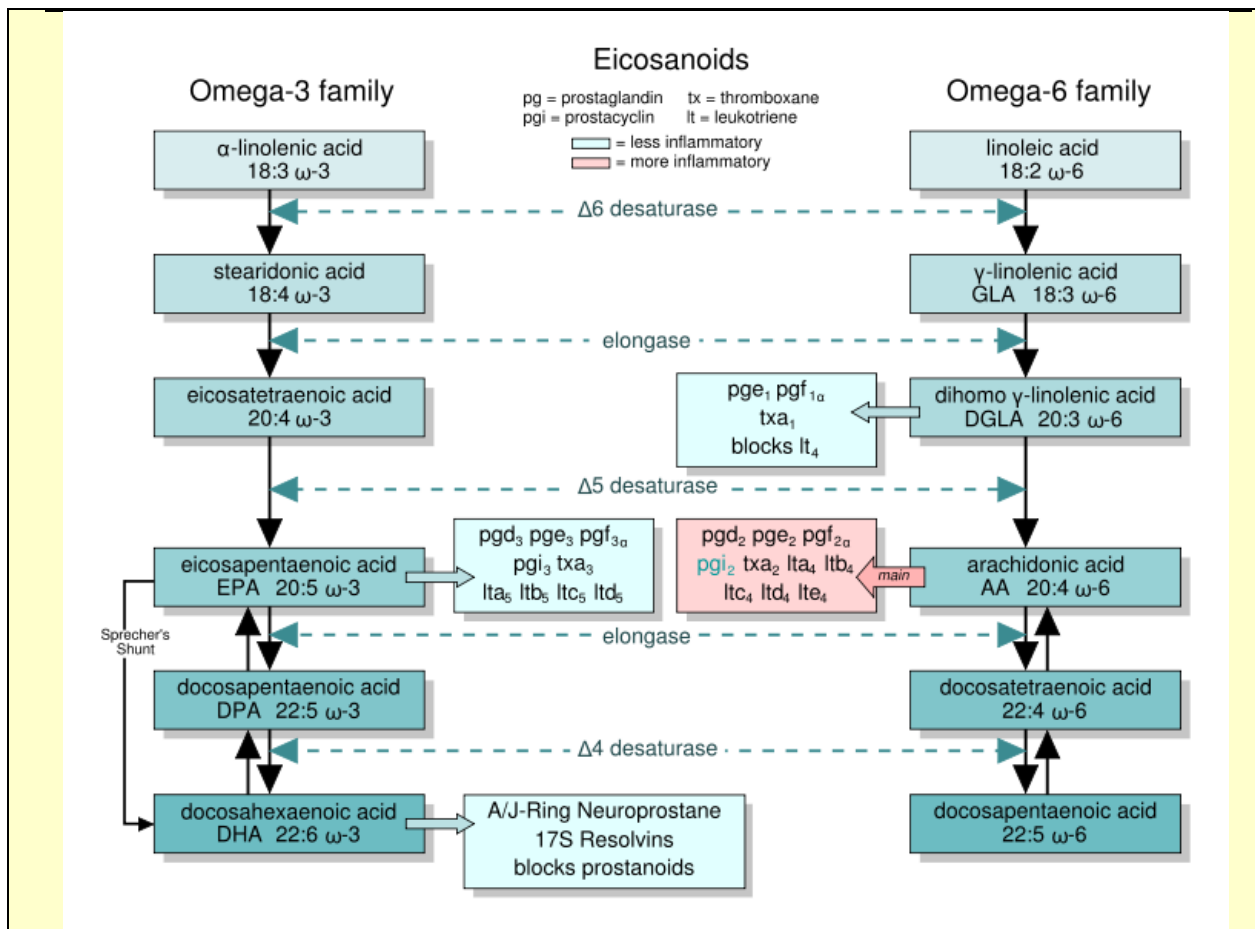 Eicosanoids
Omega-3 family
Omega-6 family
pg = prostaglandin tx = thromboxane
pgi = prostacyclin lt = leukotriene
= less inflammatory
= more inflammatory
α-linolenic acid
18:3 ω-3
linoleic acid
18:2 ω-6
Δ6 desaturase
stearidonic acid
18:4 ω-3
γ-linolenic acid
GLA 18:3 ω-6
elongase
eicosatetraenoic acid
20:4 ω-3
pge₁ pgf₁α
txa₁
blocks lt₄
dihomo γ-linolenic acid
DGLA 20:3 ω-6
Δ5 desaturase
eicosapentaenoic acid
EPA 20:5 ω-3
pgd₃ pge₃ pgf₃α
pgi₃ txa₃
lta₅ ltb₅ ltc₅ ltd₅
pgd₂ pge₂ pgf₂α
pgi₂ txa₂ lta₄ ltb₄
ltc₄ ltd₄ lte₄
main
arachidonic acid
AA 20:4 ω-6
Sprecher's
Shunt
elongase
docosapentaenoic acid
DPA 22:5 ω-3
docosatetraenoic acid
22:4 ω-6
Δ4 desaturase
docosahexaenoic acid
DHA 22:6 ω-3
A/J-Ring Neuroprostane
17S Resolvins
blocks prostanoids
docosapentaenoic acid
22:5 ω-6